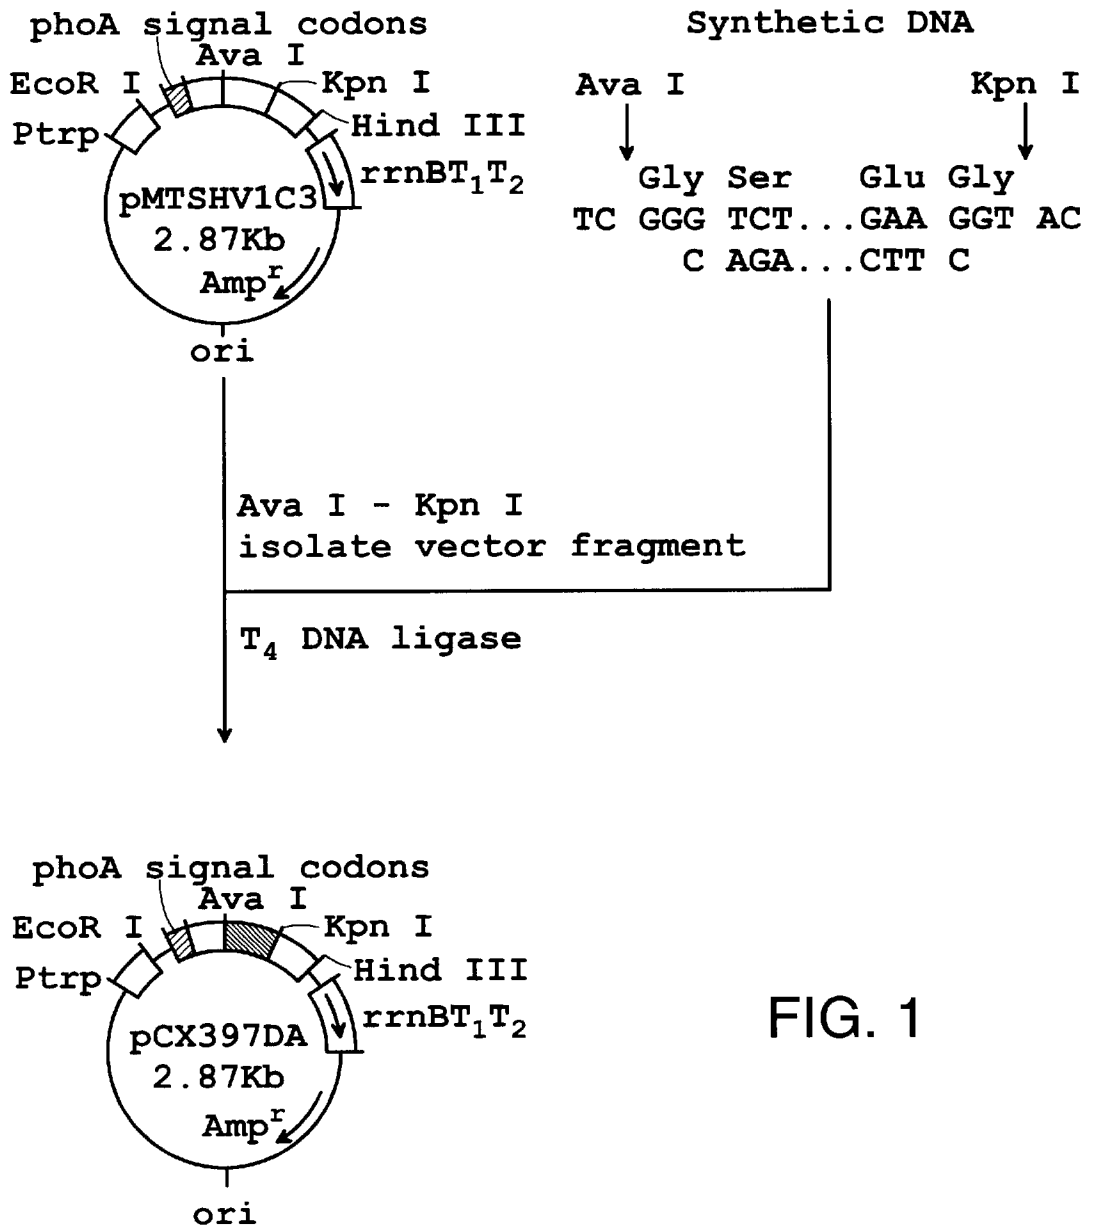 phoA signal codons
Ava I
EcoR I
Kpn I
Ptrp
Hind III
rrnBT1T2
pMTSHV1C3
2.87Kb
Ampr
ori
Synthetic DNA
Ava I
Kpn I
Gly Ser Glu Gly
TC GGG TCT...GAA GGT AC
C AGA...CTT C
Ava I - Kpn I
isolate vector fragment
T4 DNA ligase
phoA signal codons
Ava I
EcoR I
Kpn I
Ptrp
Hind III
rrnBT1T2
pCX397DA
2.87Kb
Ampr
ori
FIG. 1